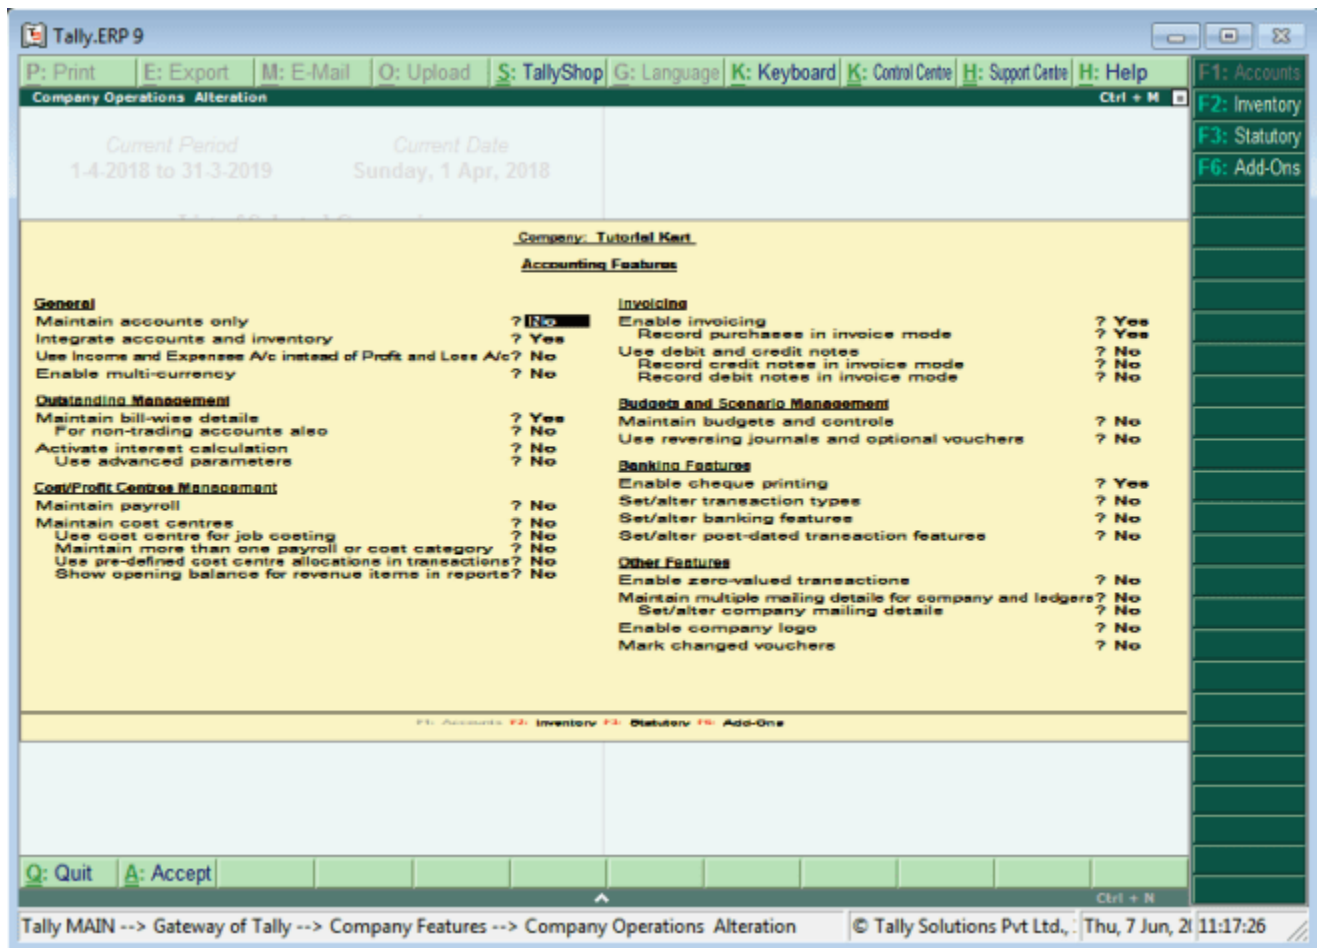 Tally.ERP 9
P: Print E: Export M: E-Mail O: Upload S: TallyShop G: Language K: Keyboard K: Control Centre H: Support Centre H: Help
F1: Accounts
F2: Inventory
F3: Statutory
F6: Add-Ons
Company Operations Alteration Ctrl + M
Current Period Current Date
1-4-2018 to 31-3-2019 Sunday, 1 Apr, 2018
Company: Tutorial Kart
Accounting Features
General
Maintain accounts only ? No
Integrate accounts and inventory ? Yes
Use Income and Expenses A/c instead of Profit and Loss A/c? No
Enable multi-currency ? No
Outstanding Management
Maintain bill-wise details ? Yes
For non-trading accounts also ? No
Activate interest calculation ? No
Use advanced parameters ? No
Cost/Profit Centres Management
Maintain payroll ? No
Maintain cost centres ? No
Use cost centre for job costing ? No
Maintain more than one payroll or cost category ? No
Use pre-defined cost centre allocations in transactions? No
Show opening balance for revenue items in reports? No
Invoicing
Enable invoicing ? Yes
Record purchases in invoice mode ? Yes
Use debit and credit notes ? No
Record credit notes in invoice mode ? No
Record debit notes in invoice mode ? No
Budgets and Scenario Management
Maintain budgets and controls ? No
Use reversing journals and optional vouchers ? No
Banking Features
Enable cheque printing ? Yes
Set/alter transaction types ? No
Set/alter banking features ? No
Set/alter post-dated transaction features ? No
Other Features
Enable zero-valued transactions ? No
Maintain multiple mailing details for company and ledgers? No
Set/alter company mailing details ? No
Enable company logo ? No
Mark changed vouchers ? No
F1: Accounts F2: Inventory F3: Statutory F6: Add-Ons
Q: Quit A: Accept
Ctrl + N
Tally MAIN --> Gateway of Tally --> Company Features --> Company Operations Alteration © Tally Solutions Pvt Ltd., Thu, 7 Jun, 11:17:26